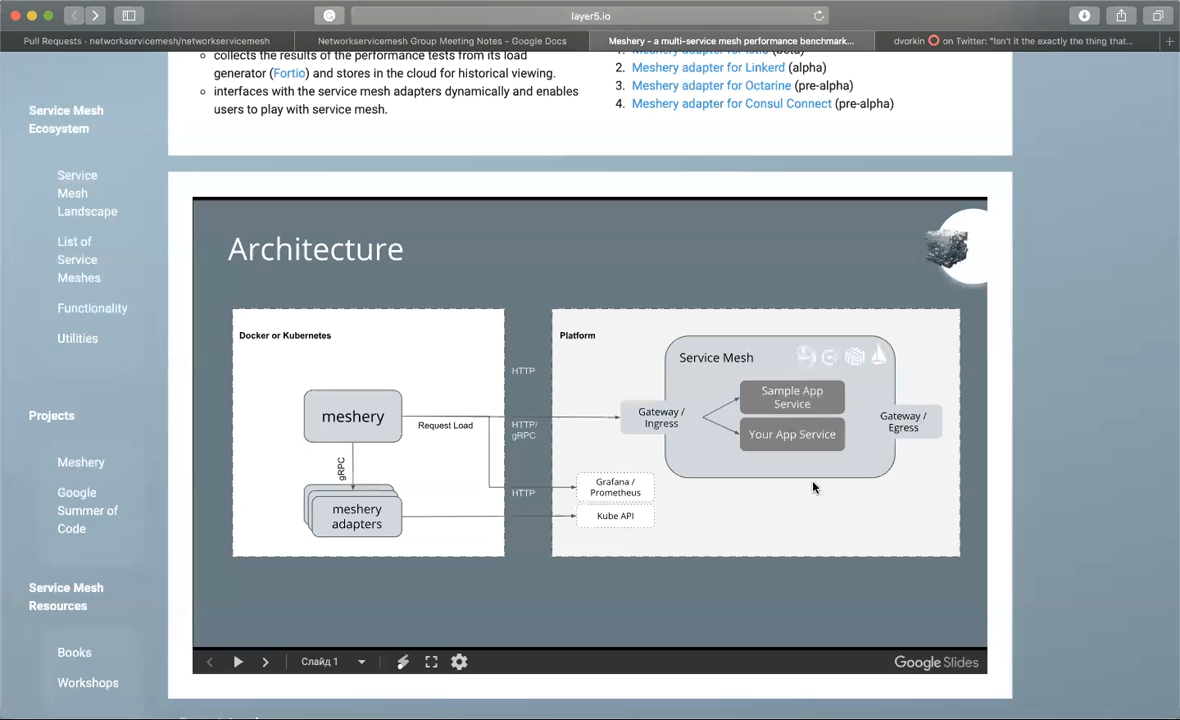 layer5.io
Pull Requests · networkservicemesh/networkservicemesh
Networkservicemesh Group Meeting Notes - Google Docs
Meshery - a multi-service mesh performance benchmark...
dvorkin ⭕ on Twitter: "Isn't it the exactly the thing that...
Service Mesh
Ecosystem
Service
Mesh
Landscape
List of
Service
Meshes
Functionality
Utilities
Projects
Meshery
Google
Summer of
Code
Service Mesh
Resources
Books
Workshops
collects the results of the performance tests from its load
generator (Fortio) and stores in the cloud for historical viewing.
interfaces with the service mesh adapters dynamically and enables
users to play with service mesh.
1. Meshery adapter for Istio (beta)
2. Meshery adapter for Linkerd (alpha)
3. Meshery adapter for Octarine (pre-alpha)
4. Meshery adapter for Consul Connect (pre-alpha)
Architecture
Docker or Kubernetes
meshery
Request Load
gRPC
meshery
adapters
HTTP
HTTP/
gRPC
HTTP
Platform
Service Mesh
Gateway /
Ingress
Sample App
Service
Your App Service
Gateway /
Egress
Grafana /
Prometheus
Kube API
Слайд 1
Google Slides